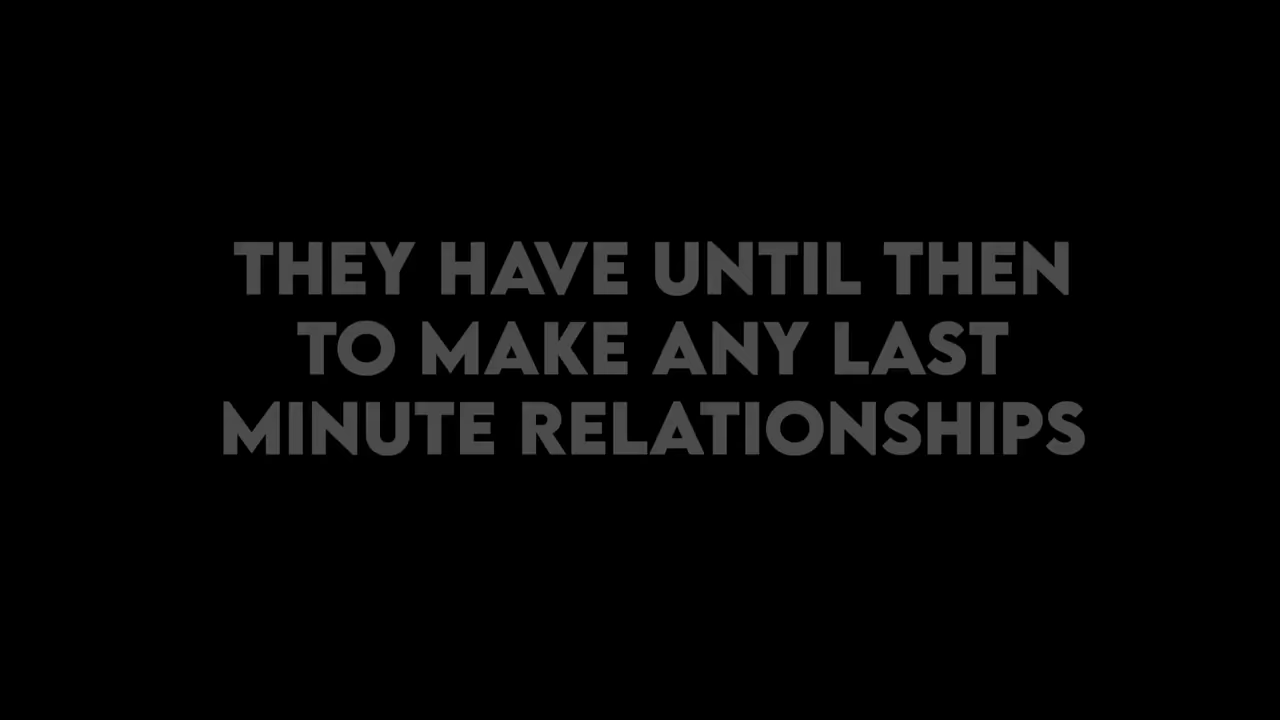 THEY HAVE UNTIL THEN
TO MAKE ANY LAST
MINUTE RELATIONSHIPS